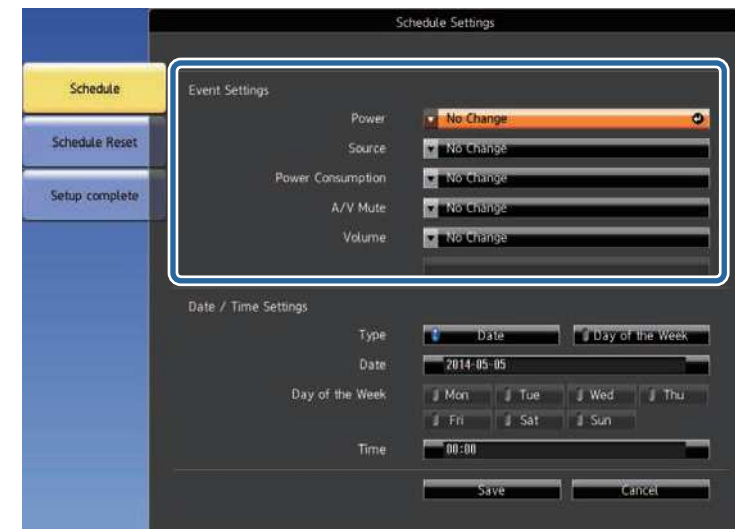 Schedule Settings
Schedule
Schedule Reset
Setup complete
Event Settings
Power No Change
Source No Change
Power Consumption No Change
A/V Mute No Change
Volume No Change
Date / Time Settings
Type Date Day of the Week
Date 2014-05-05
Day of the Week Mon Tue Wed Thu
Fri Sat Sun
Time 00:00
Save Cancel